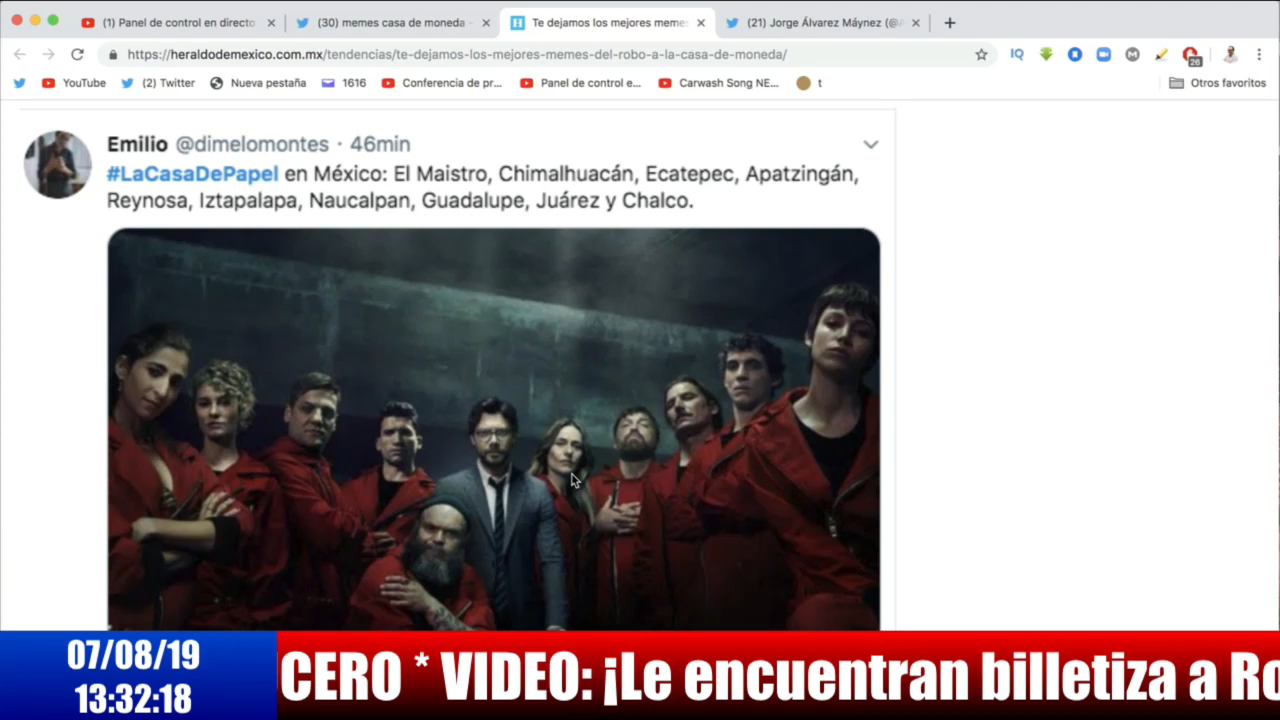 (1) Panel de control en directo
(30) memes casa de moneda -
Te dejamos los mejores meme
(21) Jorge Álvarez Máynez (@
https://heraldodemexico.com.mx/tendencias/te-dejamos-los-mejores-memes-del-robo-a-la-casa-de-moneda/
IQ
M
26
YouTube
(2) Twitter
Nueva pestaña
1616
Conferencia de pr...
Panel de control e...
Carwash Song NE...
t
Otros favoritos
Emilio @dimelomontes · 46min
#LaCasaDePapel en México: El Maistro, Chimalhuacán, Ecatepec, Apatzingán,
Reynosa, Iztapalapa, Naucalpan, Guadalupe, Juárez y Chalco.
07/08/19
13:32:18
CERO * VIDEO: ¡Le encuentran billetiza a Ro